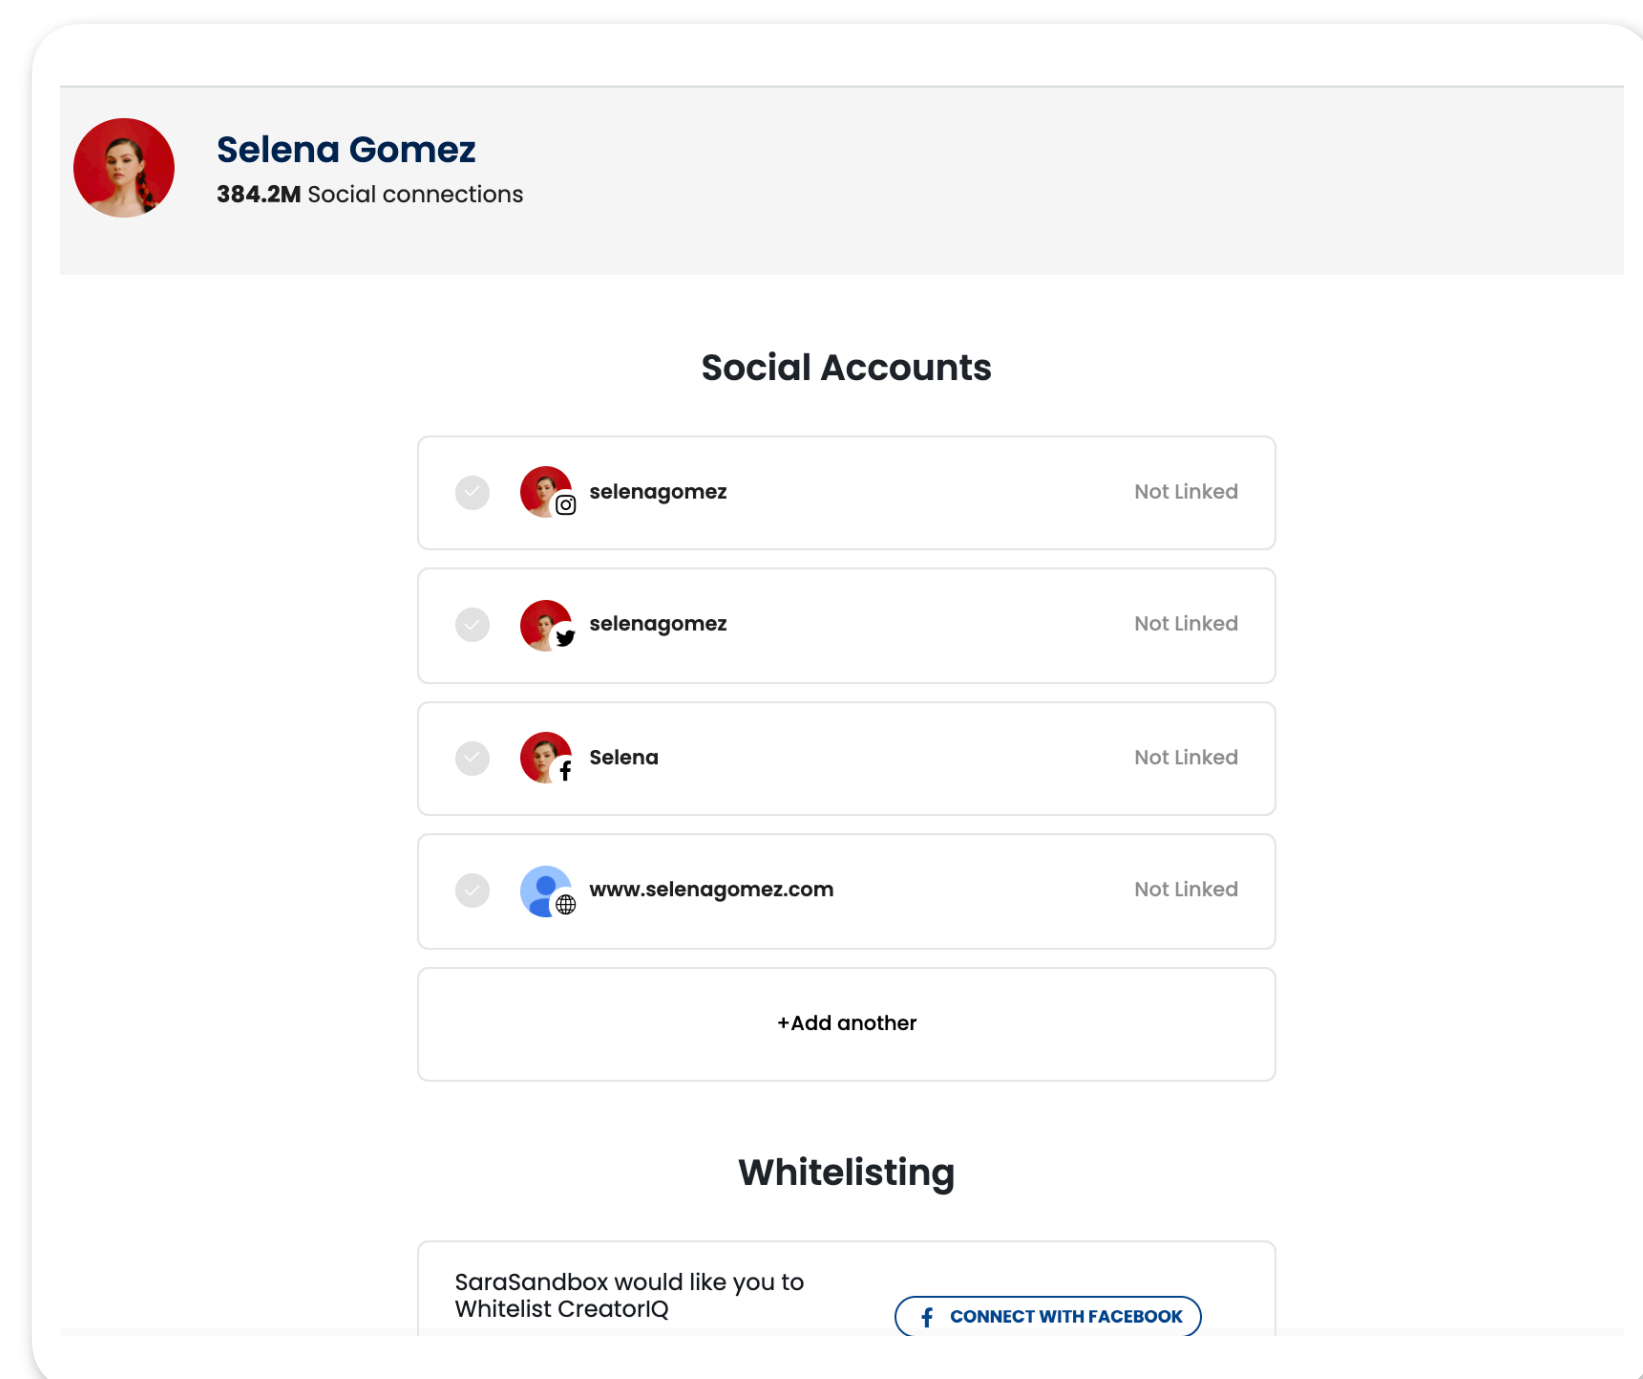 Selena Gomez
384.2M Social connections
Social Accounts
selenagomez
Not Linked
selenagomez
Not Linked
Selena
Not Linked
www.selenagomez.com
Not Linked
+Add another
Whitelisting
SaraSandbox would like you to
Whitelist CreatorIQ
CONNECT WITH FACEBOOK